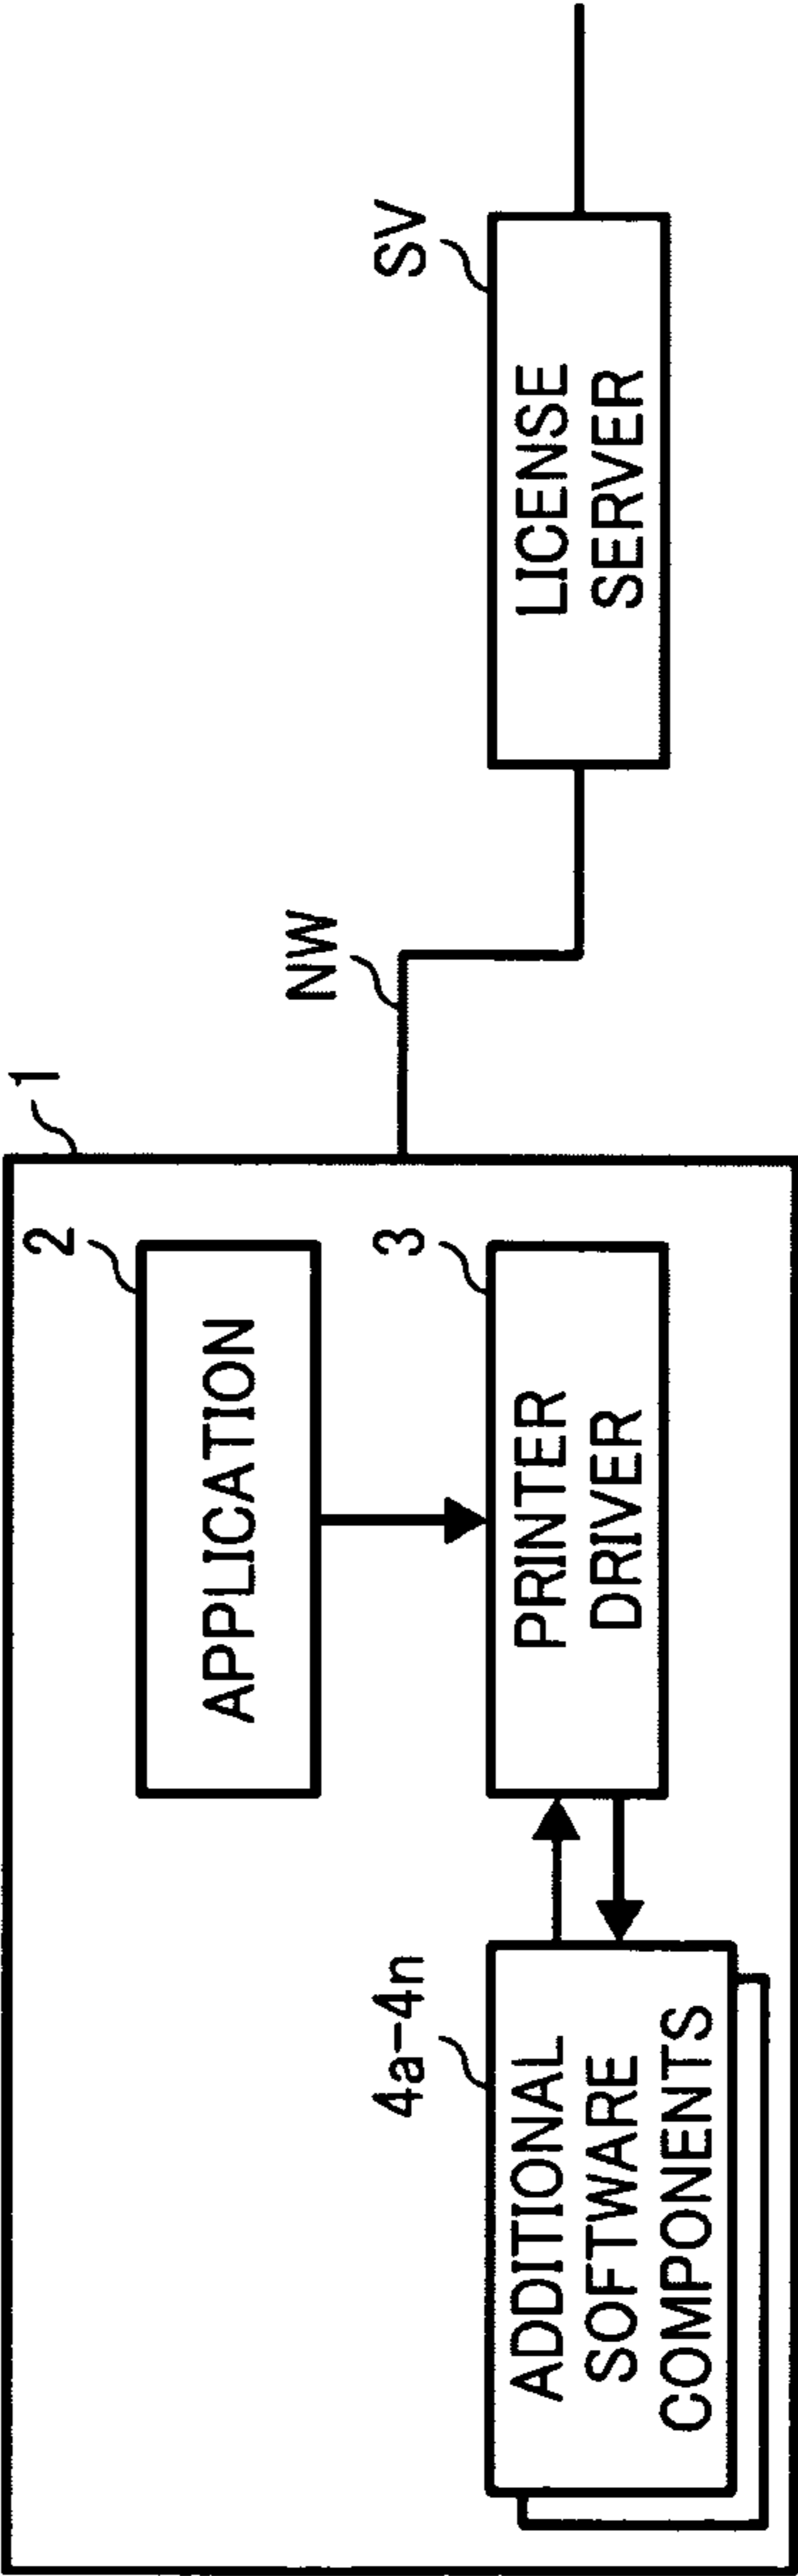 1
2
APPLICATION
NW
4a-4n
3
SV
ADDITIONAL
SOFTWARE
COMPONENTS
PRINTER
DRIVER
LICENSE
SERVER